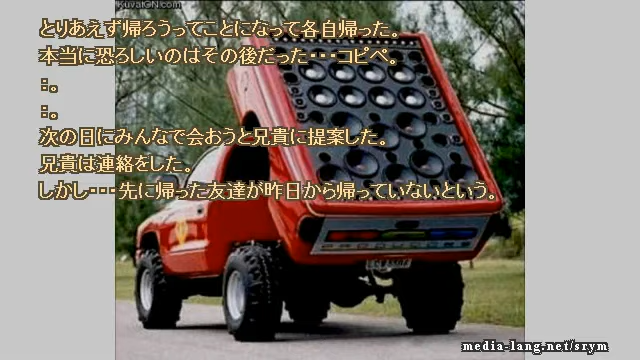 KuvatON.com
とりあえず帰ろうってことになって各自帰った。
本当に恐ろしいのはその後だった・・・コピペ。
:。
:。
次の日にみんなで会おうと兄貴に提案した。
兄貴は連絡をした。
しかし・・・先に帰った友達が昨日から帰っていないという。
media-lang.net/srym